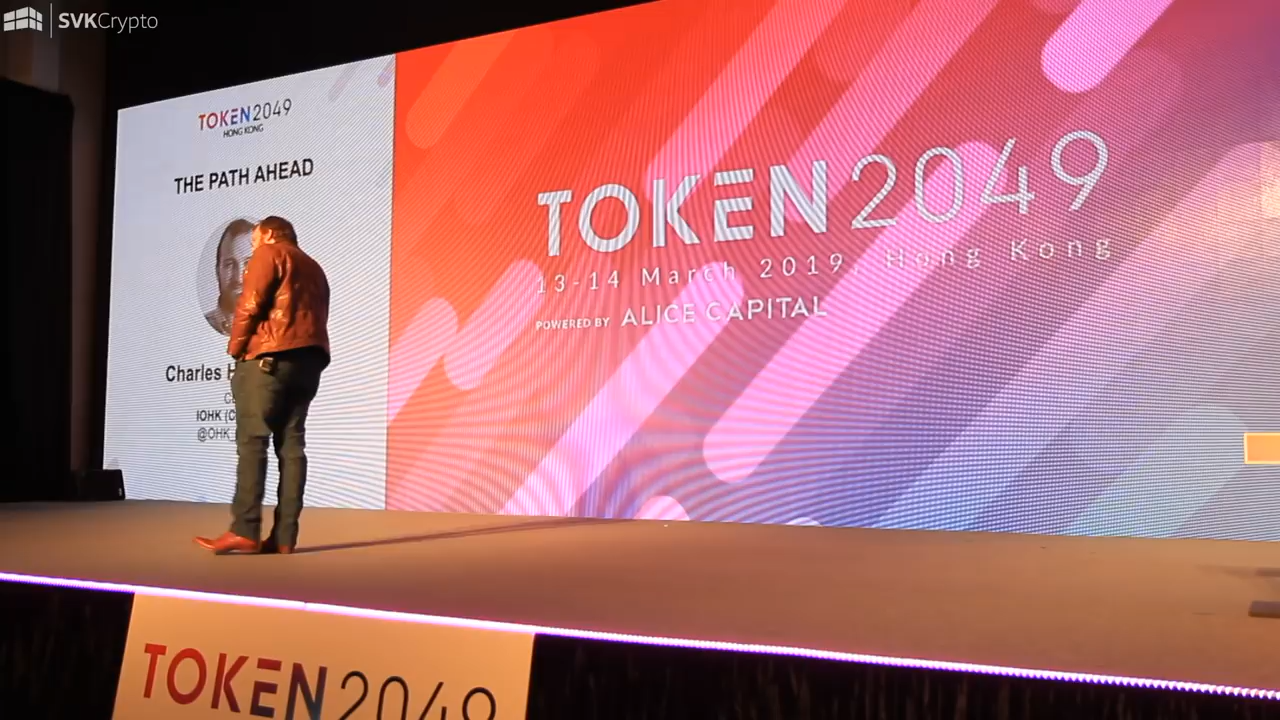 SVKCrypto
TOKEN2049
HONG KONG
THE PATH AHEAD
Charles H
IOHK (C
@OHK_
TOKEN2049
13-14 March 2019, Hong Kong
POWERED BY ALICE CAPITAL
TOKEN2049